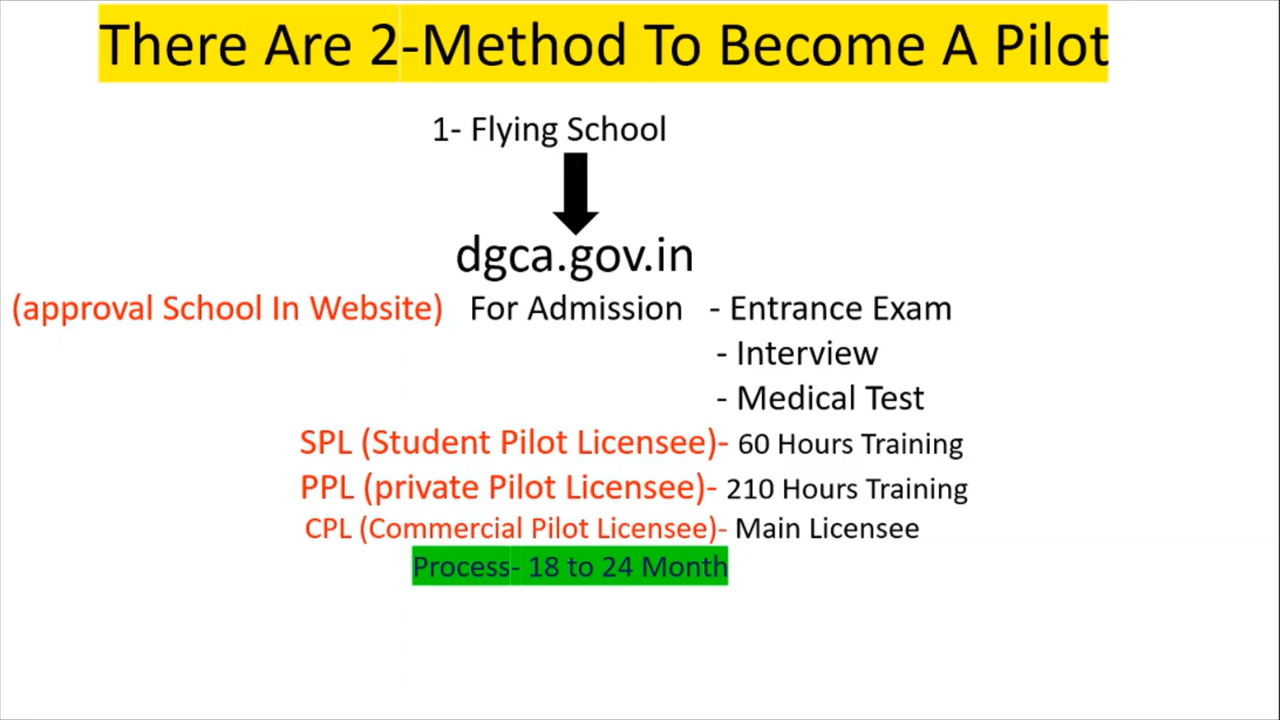 There Are 2-Method To Become A Pilot
1- Flying School
dgca.gov.in
(approval School In Website) For Admission - Entrance Exam
- Interview
- Medical Test
SPL (Student Pilot Licensee)- 60 Hours Training
PPL (private Pilot Licensee)- 210 Hours Training
CPL (Commercial Pilot Licensee)- Main Licensee
Process- 18 to 24 Month